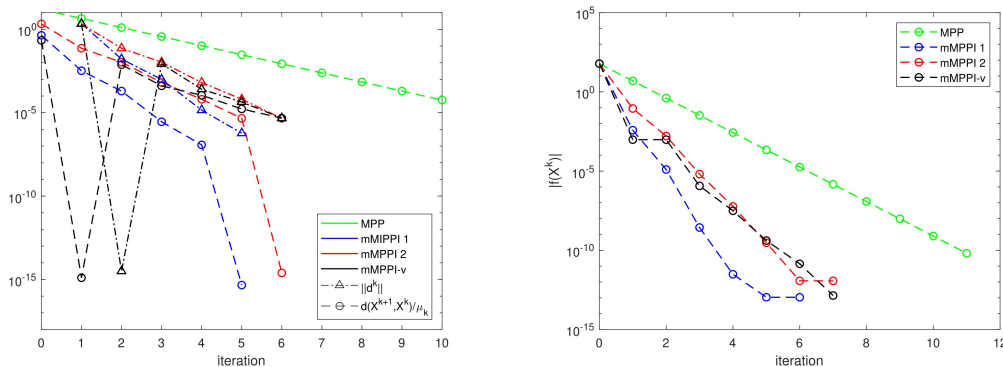 10^0
10^-5
10^-10
10^-15
0 1 2 3 4 5 6 7 8 9 10
iteration
MPP
mMIPPI 1
mMPPI 2
mMPPI-v
||d^k||
d(X^{k+1},X^k)/μ_k
|f(X^k)|
10^5
10^0
10^-5
10^-10
10^-15
0 2 4 6 8 10 12
iteration
MPP
mMPPI 1
mMPPI 2
mMPPI-v